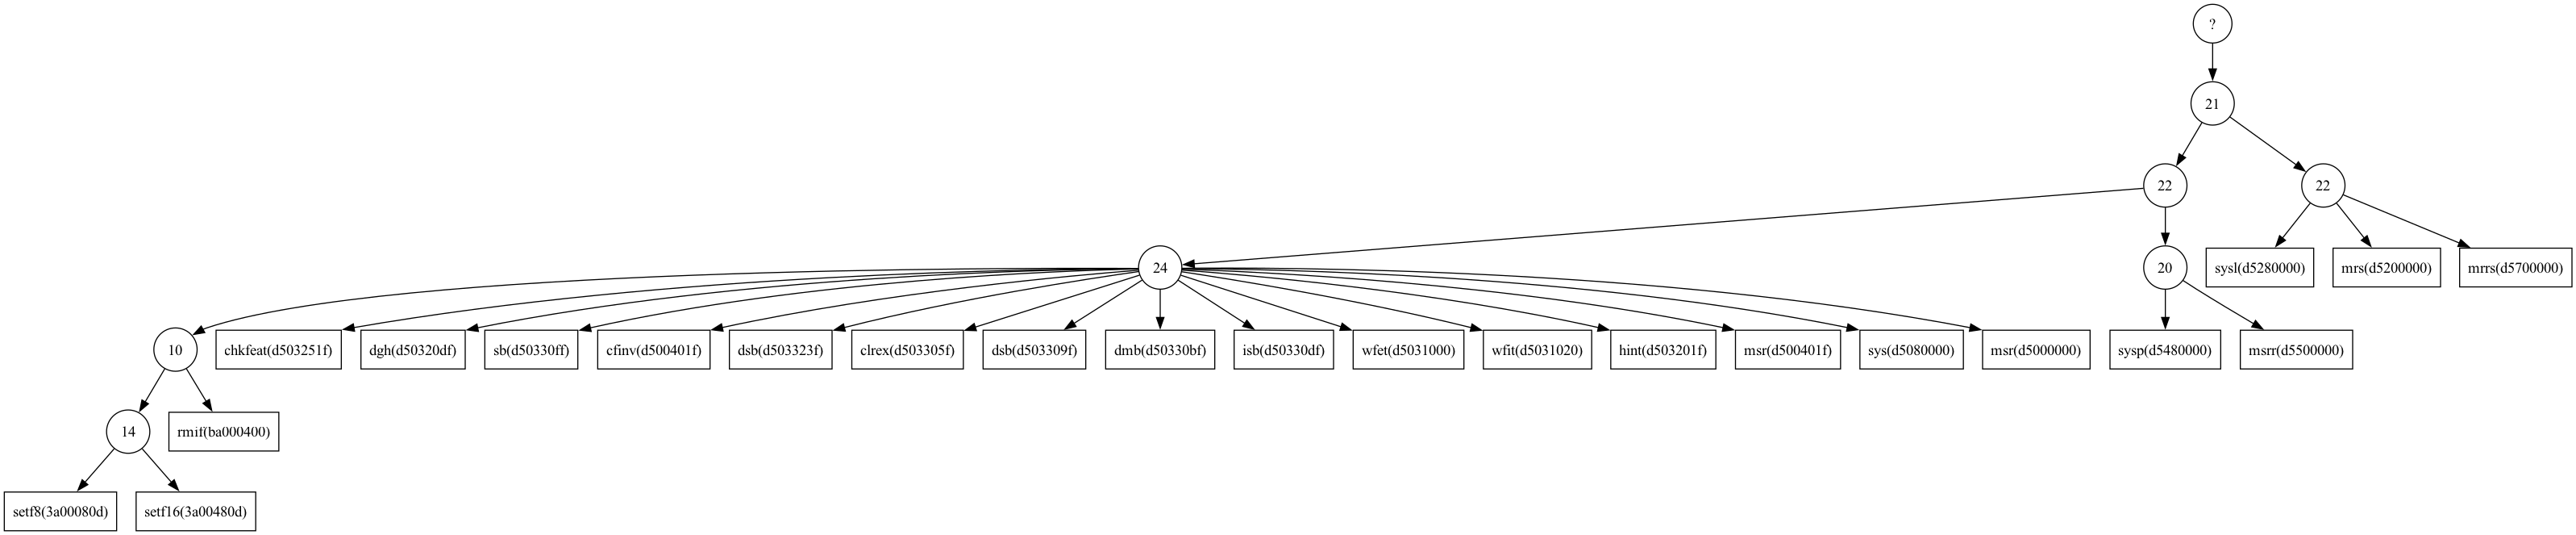 ?
21
22
22
24
20
sysl(d5280000)
mrs(d5200000)
mrrs(d5700000)
10
chkfeat(d503251f)
dgh(d50320df)
sb(d50330ff)
cfinv(d500401f)
dsb(d503323f)
clrex(d503305f)
dsb(d503309f)
dmb(d50330bf)
isb(d50330df)
wfet(d5031000)
wfit(d5031020)
hint(d503201f)
msr(d500401f)
sys(d5080000)
msr(d5000000)
sysp(d5480000)
msrr(d5500000)
14
rmif(ba000400)
setf8(3a00080d)
setf16(3a00480d)